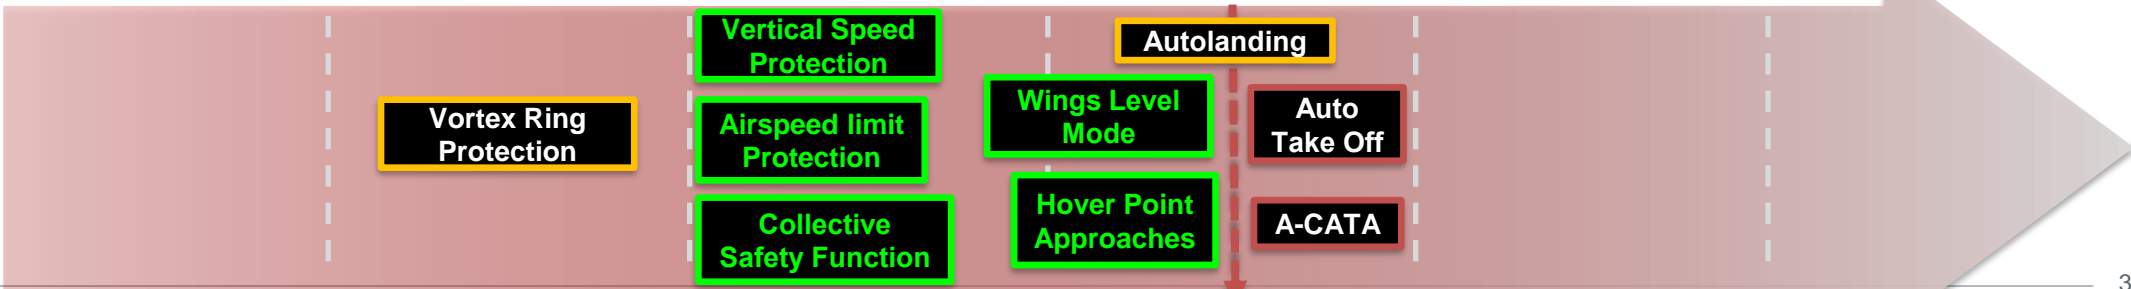 Vortex Ring
Protection
Vertical Speed
Protection
Airspeed limit
Protection
Collective
Safety Function
Wings Level
Mode
Hover Point
Approaches
Autolanding
Auto
Take Off
A-CATA
3